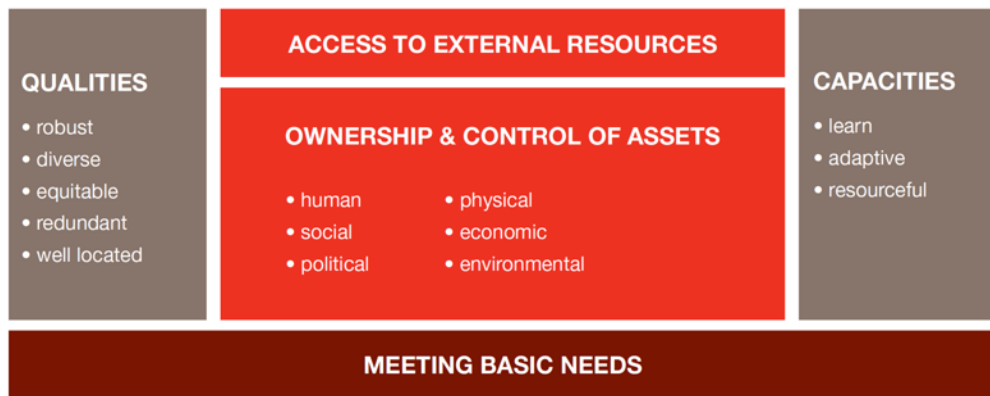 QUALITIES
• robust
• diverse
• equitable
• redundant
• well located
ACCESS TO EXTERNAL RESOURCES
OWNERSHIP & CONTROL OF ASSETS
• human
• social
• political
• physical
• economic
• environmental
CAPACITIES
• learn
• adaptive
• resourceful
MEETING BASIC NEEDS